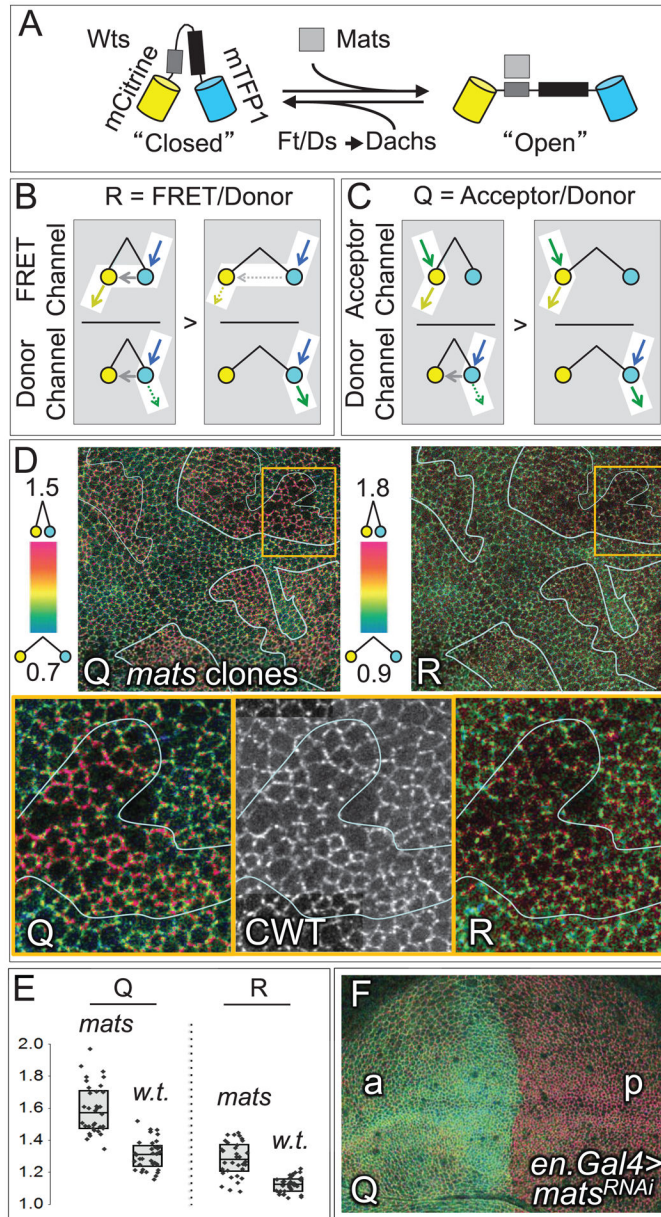 A
Wts
Mats
mCitrine
mTFP1
"Closed"
Ft/Ds → Dachs
"Open"
B
R = FRET/Donor
FRET
Channel
>
Donor
Channel
C
Q = Acceptor/Donor
Acceptor
Channel
>
Donor
Channel
D
1.5
0.7
Q mats clones
1.8
0.9
R
Q
CWT
R
E
Q
R
mats
w.t.
mats
w.t.
2.0
1.8
1.6
1.4
1.2
1.0
F
a
p
Q
en.Gal4>
matsRNAi